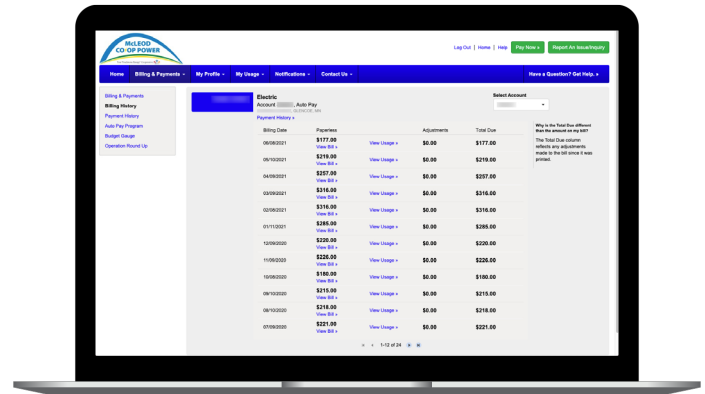 McLEOD
CO-OP POWER
Log Out | Home | Help
Pay Now »
Report An Issue/Inquiry
Home
Billing & Payments
My Profile
My Usage
Notifications
Contact Us
Have a Question? Get Help. »
Billing & Payments
Billing History
Payment History
Auto Pay Program
Budget Gauge
Operation Round Up
Electric
Account , Auto Pay
Payment History »
Select Account
Billing Date Paperless Adjustments Total Due
06/08/2021 $177.00 View Usage » $0.00 $177.00
View Bill »
05/10/2021 $219.00 View Usage » $0.00 $219.00
View Bill »
04/09/2021 $257.00 View Usage » $0.00 $257.00
View Bill »
03/09/2021 $316.00 View Usage » $0.00 $316.00
View Bill »
02/08/2021 $316.00 View Usage » $0.00 $316.00
View Bill »
01/11/2021 $285.00 View Usage » $0.00 $285.00
View Bill »
12/09/2020 $220.00 View Usage » $0.00 $220.00
View Bill »
11/09/2020 $226.00 View Usage » $0.00 $226.00
View Bill »
10/08/2020 $180.00 View Usage » $0.00 $180.00
View Bill »
09/10/2020 $215.00 View Usage » $0.00 $215.00
View Bill »
08/10/2020 $218.00 View Usage » $0.00 $218.00
View Bill »
07/09/2020 $221.00 View Usage » $0.00 $221.00
View Bill »
1-12 of 24
Why is the Total Due different
than the amount on my bill?
The Total Due column
reflects any adjustments
made to the bill since it was
printed.